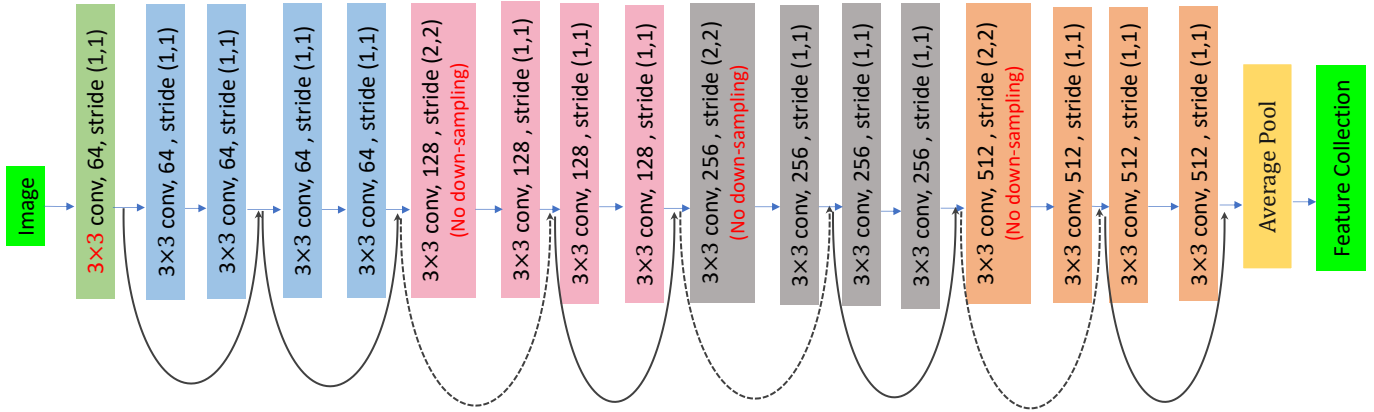 Image
3×3 conv, 64, stride (1,1)
3×3 conv, 64 , stride (1,1)
3×3 conv, 64, stride (1,1)
3×3 conv, 64 , stride (1,1)
3×3 conv, 64 , stride (1,1)
3×3 conv, 128 , stride (2,2)
(No down-sampling)
3×3 conv, 128 , stride (1,1)
3×3 conv, 128 , stride (1,1)
3×3 conv, 128 , stride (1,1)
3×3 conv, 256 , stride (2,2)
(No down-sampling)
3×3 conv, 256 , stride (1,1)
3×3 conv, 256 , stride (1,1)
3×3 conv, 256 , stride (1,1)
3×3 conv, 512 , stride (2,2)
(No down-sampling)
3×3 conv, 512 , stride (1,1)
3×3 conv, 512 , stride (1,1)
3×3 conv, 512 , stride (1,1)
Average Pool
Feature Collection